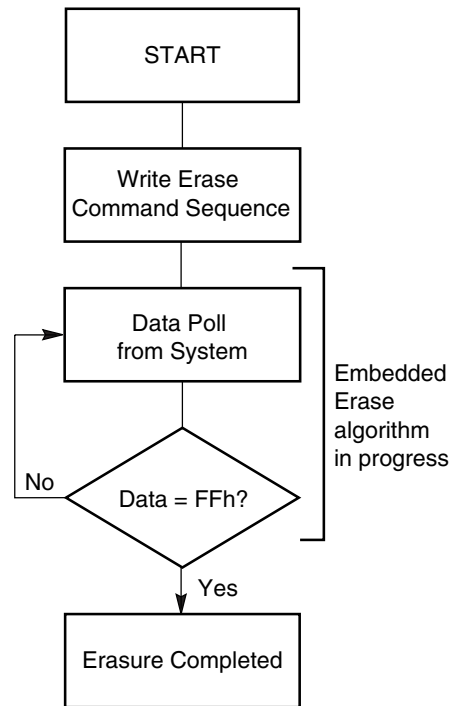 START
Write Erase
Command Sequence
Data Poll
from System
Embedded
Erase
algorithm
in progress
No
Data = FFh?
Yes
Erasure Completed